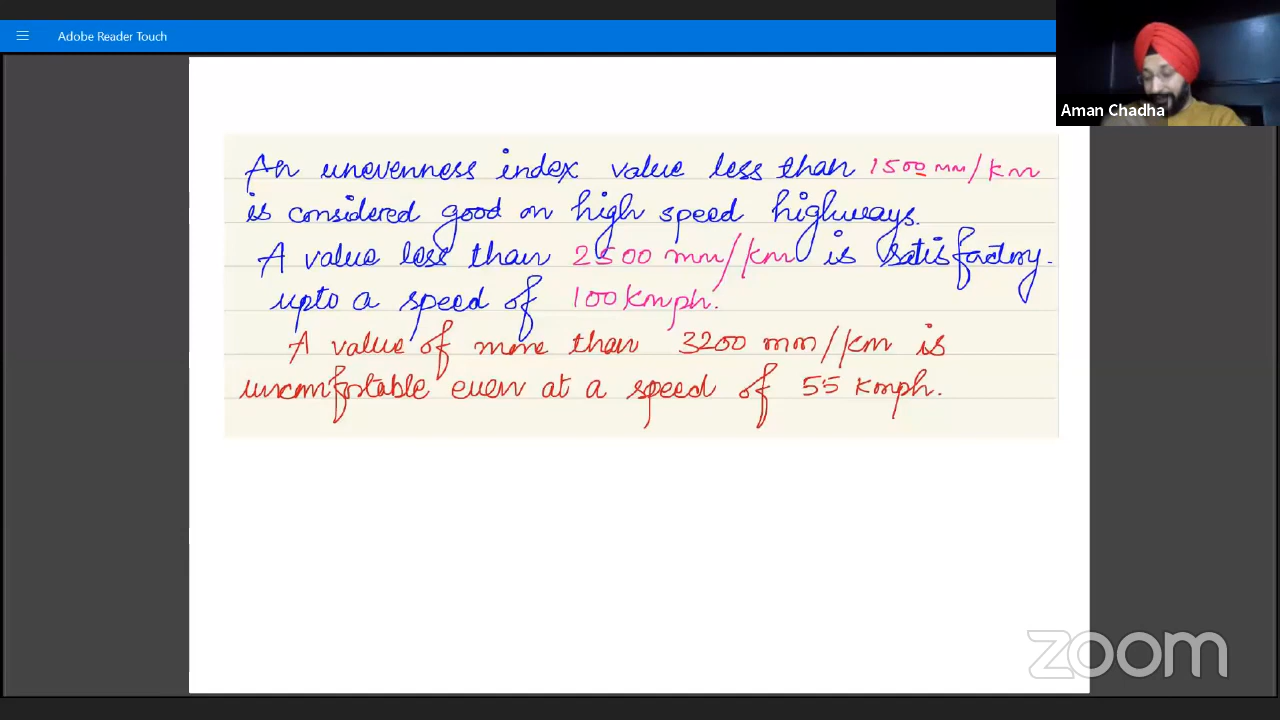 Adobe Reader Touch
Aman Chadha
An unevenness index value less than 1500 mm/km
is considered good on high speed highways.
A value less than 2500 mm/km is satisfactory.
upto a speed of 100 kmph.
A value of more than 3200 mm/km is
uncomfortable even at a speed of 55 kmph.
zoom